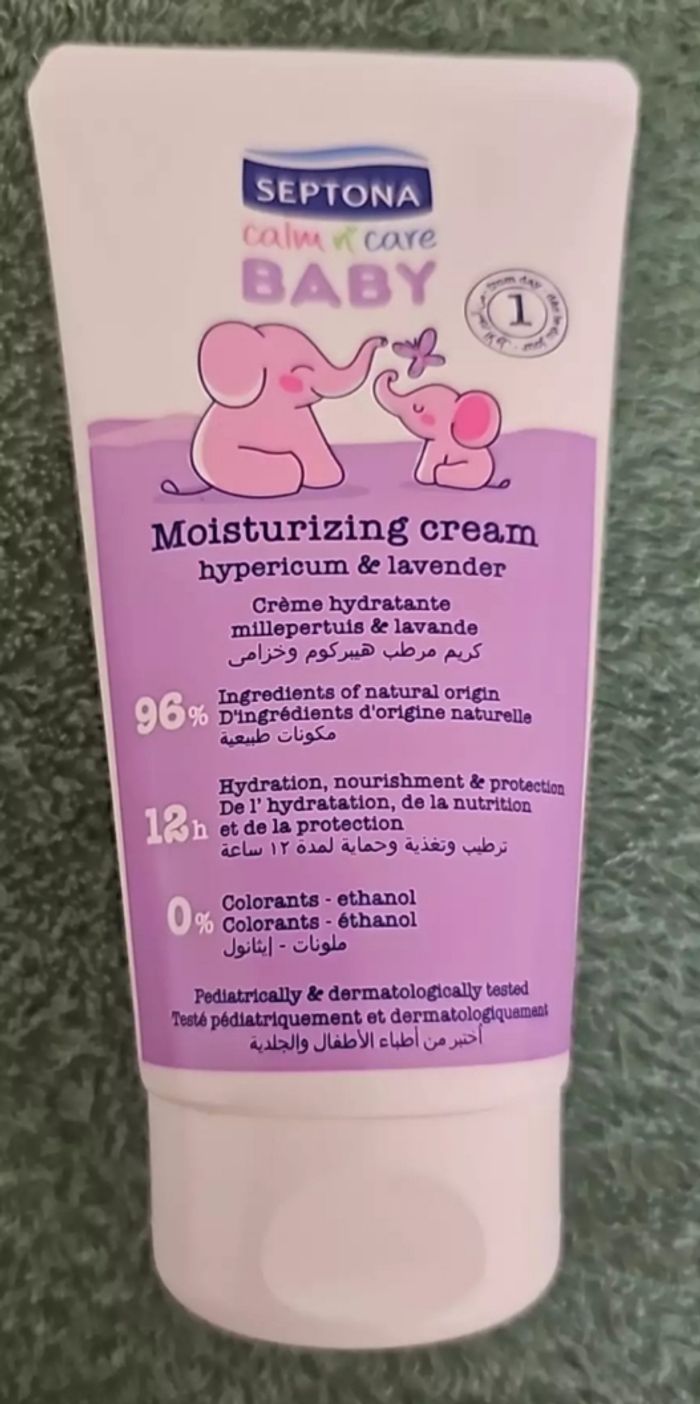 SEPTONA
calm n' care
BABY
from day
1
Moisturizing cream
hypericum & lavender
Crème hydratante
millepertuis & lavande
كريم مرطب هيبركوم وخزامى
96% Ingredients of natural origin
D'ingrédients d'origine naturelle
مكونات طبيعية
12h Hydration, nourishment & protection
De l' hydratation, de la nutrition
et de la protection
ترطيب وتغذية وحماية لمدة ١٢ ساعة
0% Colorants - ethanol
Colorants - éthanol
ملونات - إيثانول
Pediatrically & dermatologically tested
Testé pédiatriquement et dermatologiquement
أختبر من أطباء الأطفال والجلدية